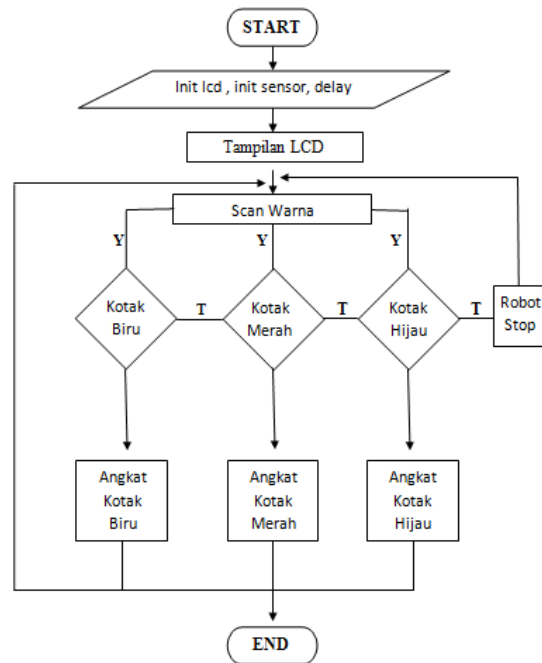 START
Init lcd , init sensor, delay
Tampilan LCD
Scan Warna
Y
Y
Y
Kotak
Biru
T
Kotak
Merah
T
Kotak
Hijau
T
Robot
Stop
Angkat
Kotak
Biru
Angkat
Kotak
Merah
Angkat
Kotak
Hijau
END